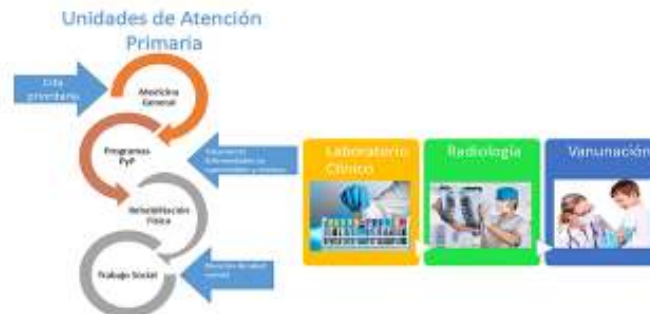 Unidades de Atención
Primaria
Cita
prioritaria
Medicina
General
Programas
PyP
Rehabilitación
Física
Trabajo Social
Laboratorio
Clínico
Radiología
Vanunación